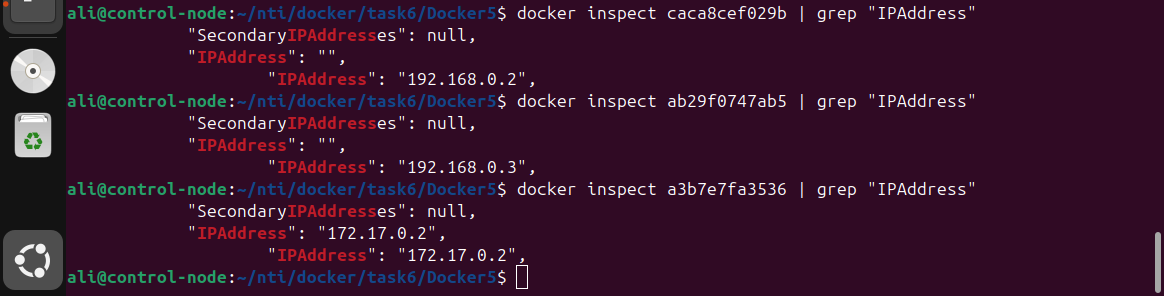 ali@control-node:~/nti/docker/task6/Docker5$ docker inspect caca8cef029b | grep "IPAddress"
"SecondaryIPAddresses": null,
"IPAddress": "",
"IPAddress": "192.168.0.2",
ali@control-node:~/nti/docker/task6/Docker5$ docker inspect ab29f0747ab5 | grep "IPAddress"
"SecondaryIPAddresses": null,
"IPAddress": "",
"IPAddress": "192.168.0.3",
ali@control-node:~/nti/docker/task6/Docker5$ docker inspect a3b7e7fa3536 | grep "IPAddress"
"SecondaryIPAddresses": null,
"IPAddress": "172.17.0.2",
"IPAddress": "172.17.0.2",
ali@control-node:~/nti/docker/task6/Docker5$